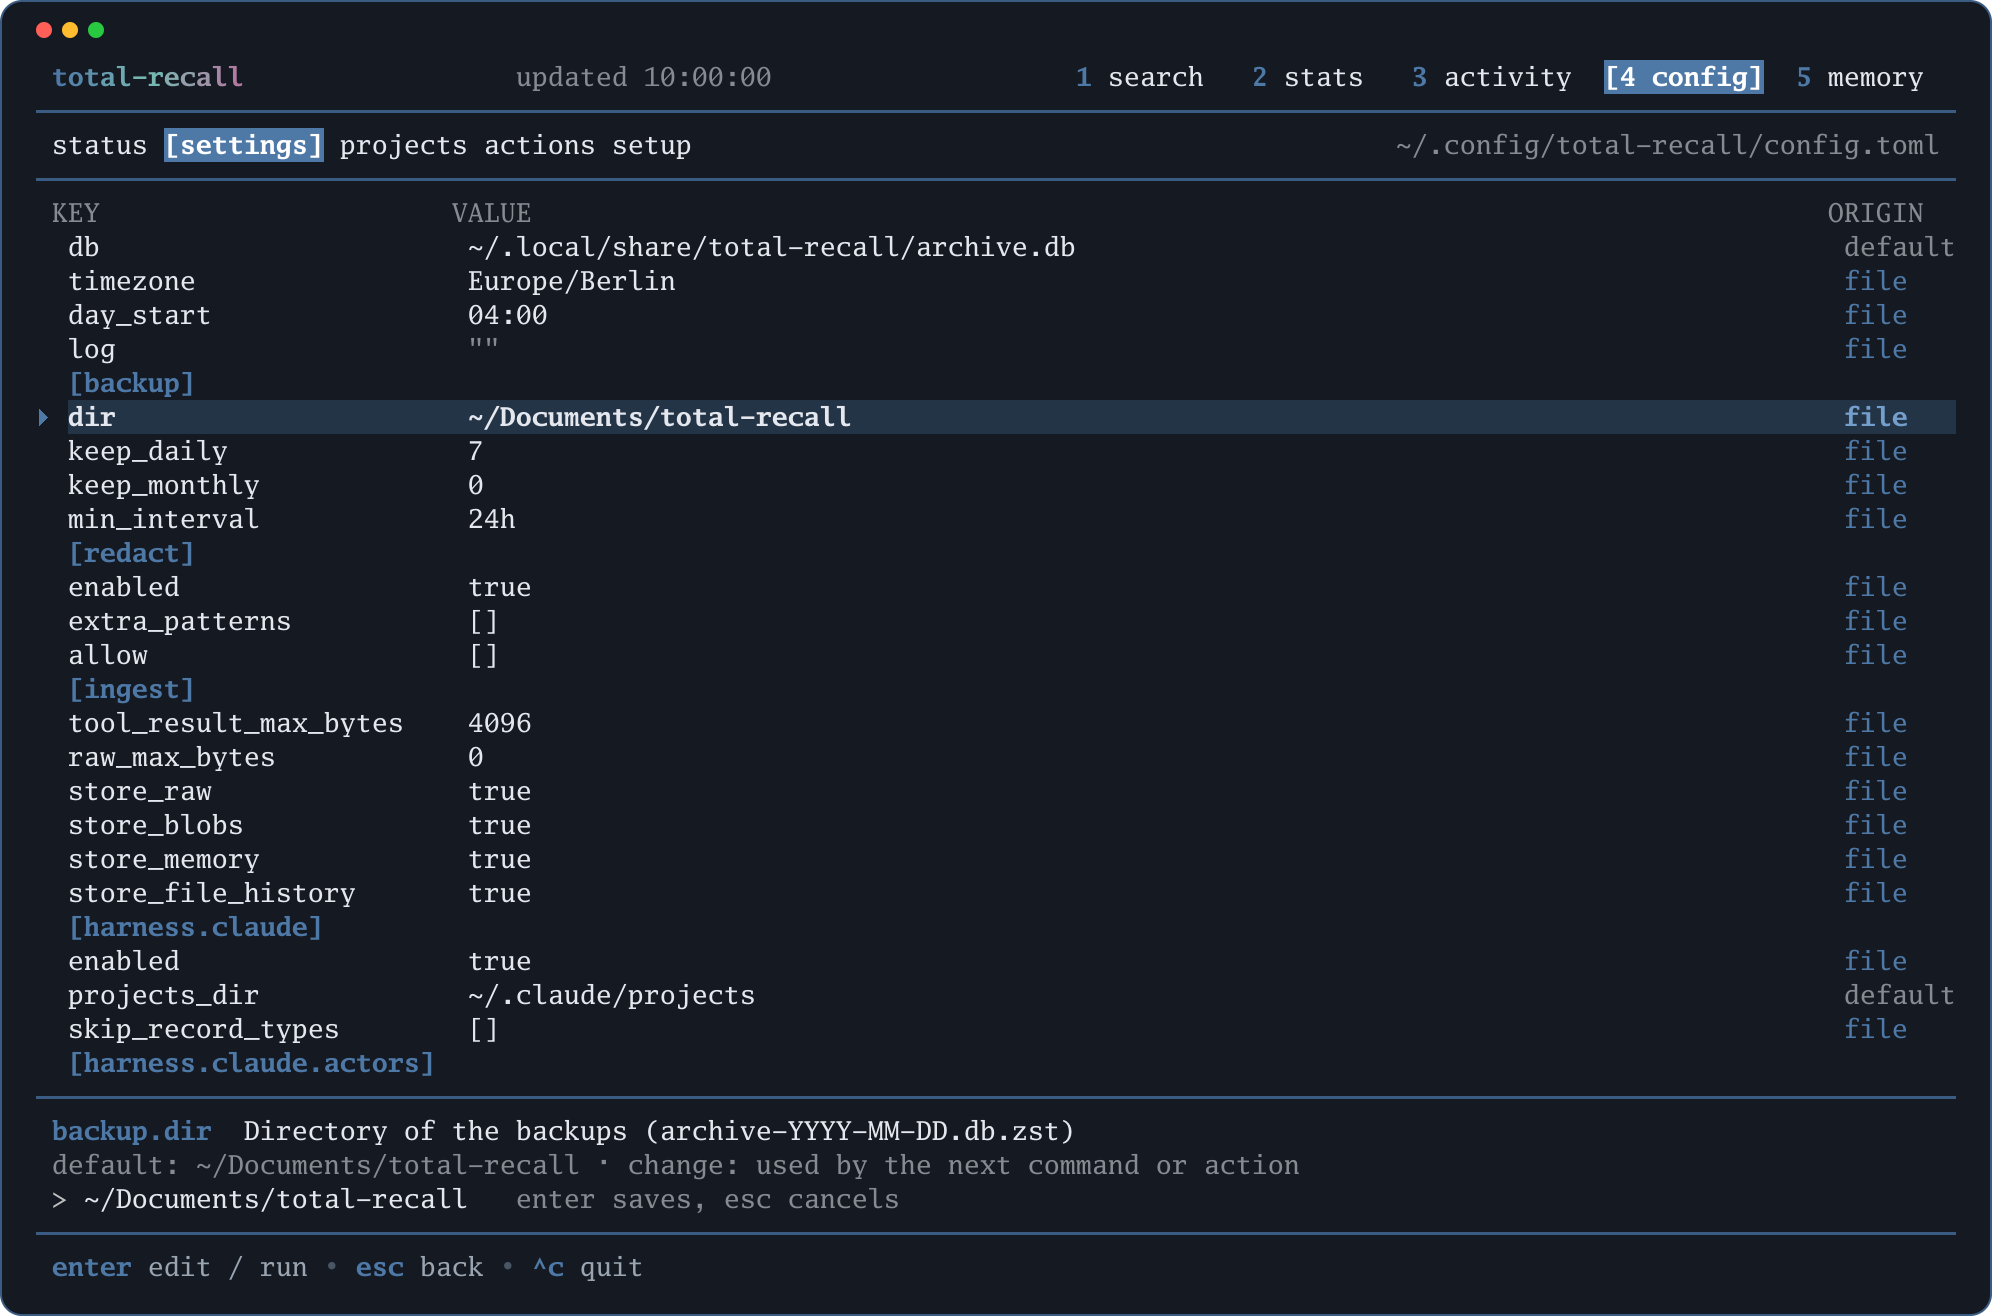 total-recall updated 10:00:00 1 search 2 stats 3 activity [4 config] 5 memory
status [settings] projects actions setup ~/.config/total-recall/config.toml
KEY VALUE ORIGIN
db ~/.local/share/total-recall/archive.db default
timezone Europe/Berlin file
day_start 04:00 file
log "" file
[backup]
dir ~/Documents/total-recall file
keep_daily 7 file
keep_monthly 0 file
min_interval 24h file
[redact]
enabled true file
extra_patterns [] file
allow [] file
[ingest]
tool_result_max_bytes 4096 file
raw_max_bytes 0 file
store_raw true file
store_blobs true file
store_memory true file
store_file_history true file
[harness.claude]
enabled true file
projects_dir ~/.claude/projects default
skip_record_types [] file
[harness.claude.actors]
backup.dir Directory of the backups (archive-YYYY-MM-DD.db.zst)
default: ~/Documents/total-recall · change: used by the next command or action
> ~/Documents/total-recall enter saves, esc cancels
enter edit / run • esc back • ^c quit